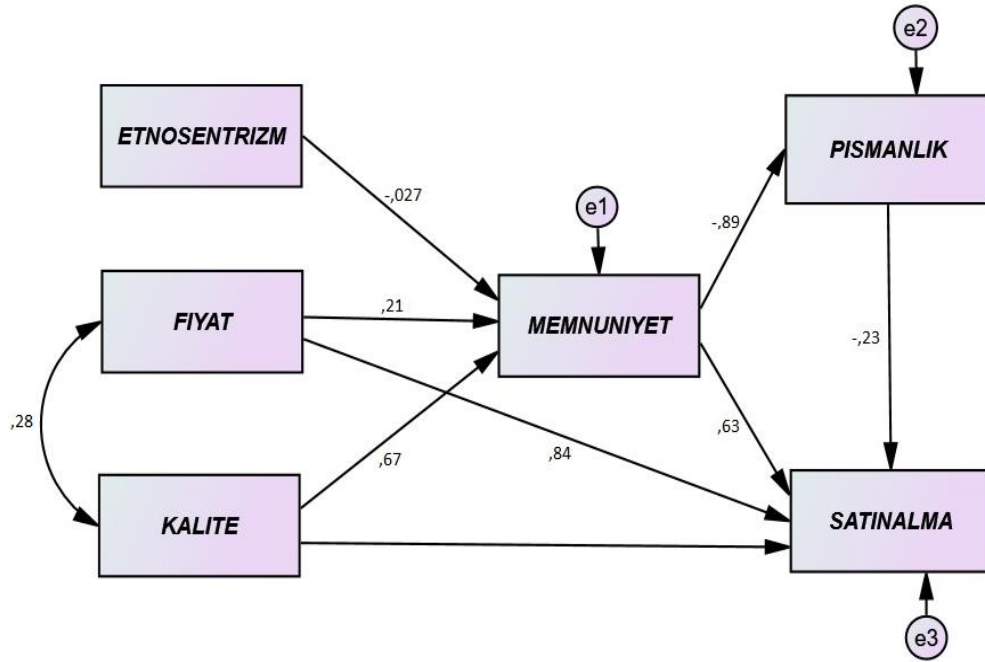 e2
ETNOSENTRIZM
PISMANLIK
-,027
e1
-,89
FIYAT
,21
MEMNUNIYET
-,23
,28
,67
,84
,63
KALITE
SATINALMA
e3